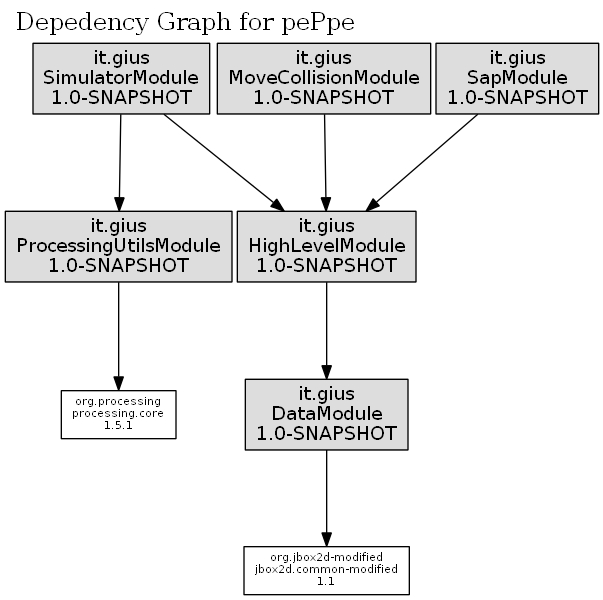 Depedency Graph for pePpe
it.gius
SimulatorModule
1.0-SNAPSHOT
it.gius
MoveCollisionModule
1.0-SNAPSHOT
it.gius
SapModule
1.0-SNAPSHOT
it.gius
ProcessingUtilsModule
1.0-SNAPSHOT
it.gius
HighLevelModule
1.0-SNAPSHOT
org.processing
processing.core
1.5.1
it.gius
DataModule
1.0-SNAPSHOT
org.jbox2d-modified
jbox2d.common-modified
1.1